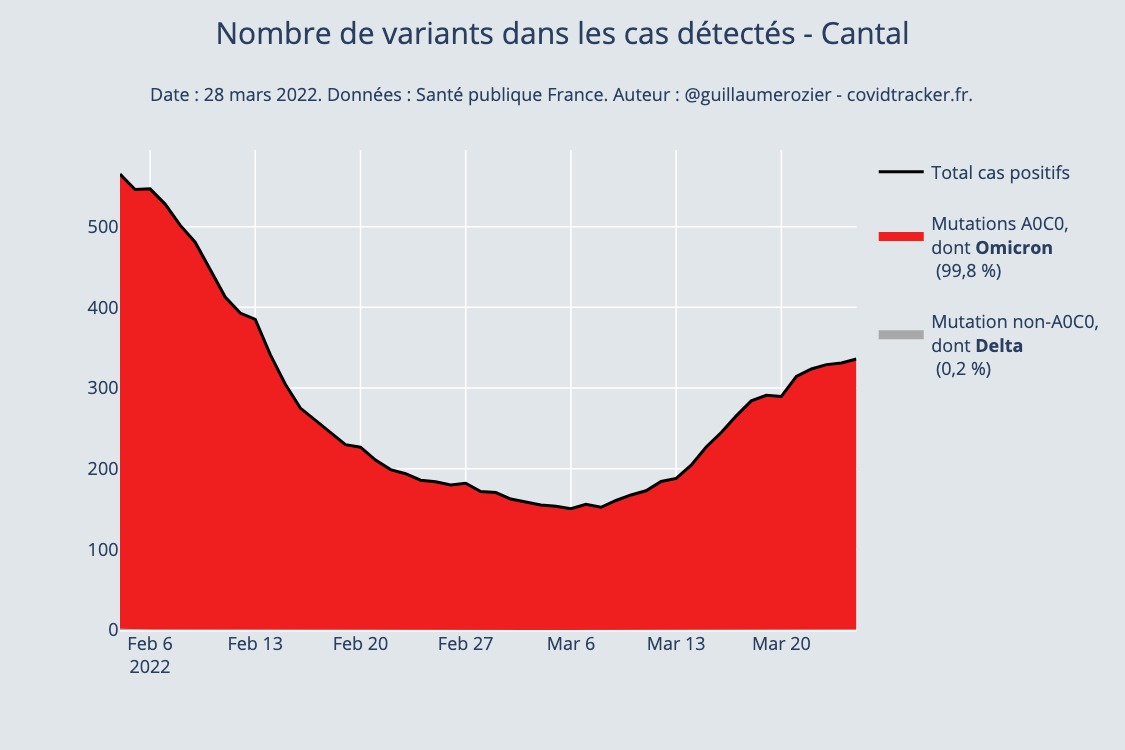 Nombre de variants dans les cas détectés - Cantal
Date : 28 mars 2022. Données : Santé publique France. Auteur : @guillaumerozier - covidtracker.fr.
Total cas positifs
Mutations A0C0,
dont Omicron
(99,8 %)
Mutation non-A0C0,
dont Delta
(0,2 %)
500
400
300
200
100
0
Feb 6 Feb 13 Feb 20 Feb 27 Mar 6 Mar 13 Mar 20
2022